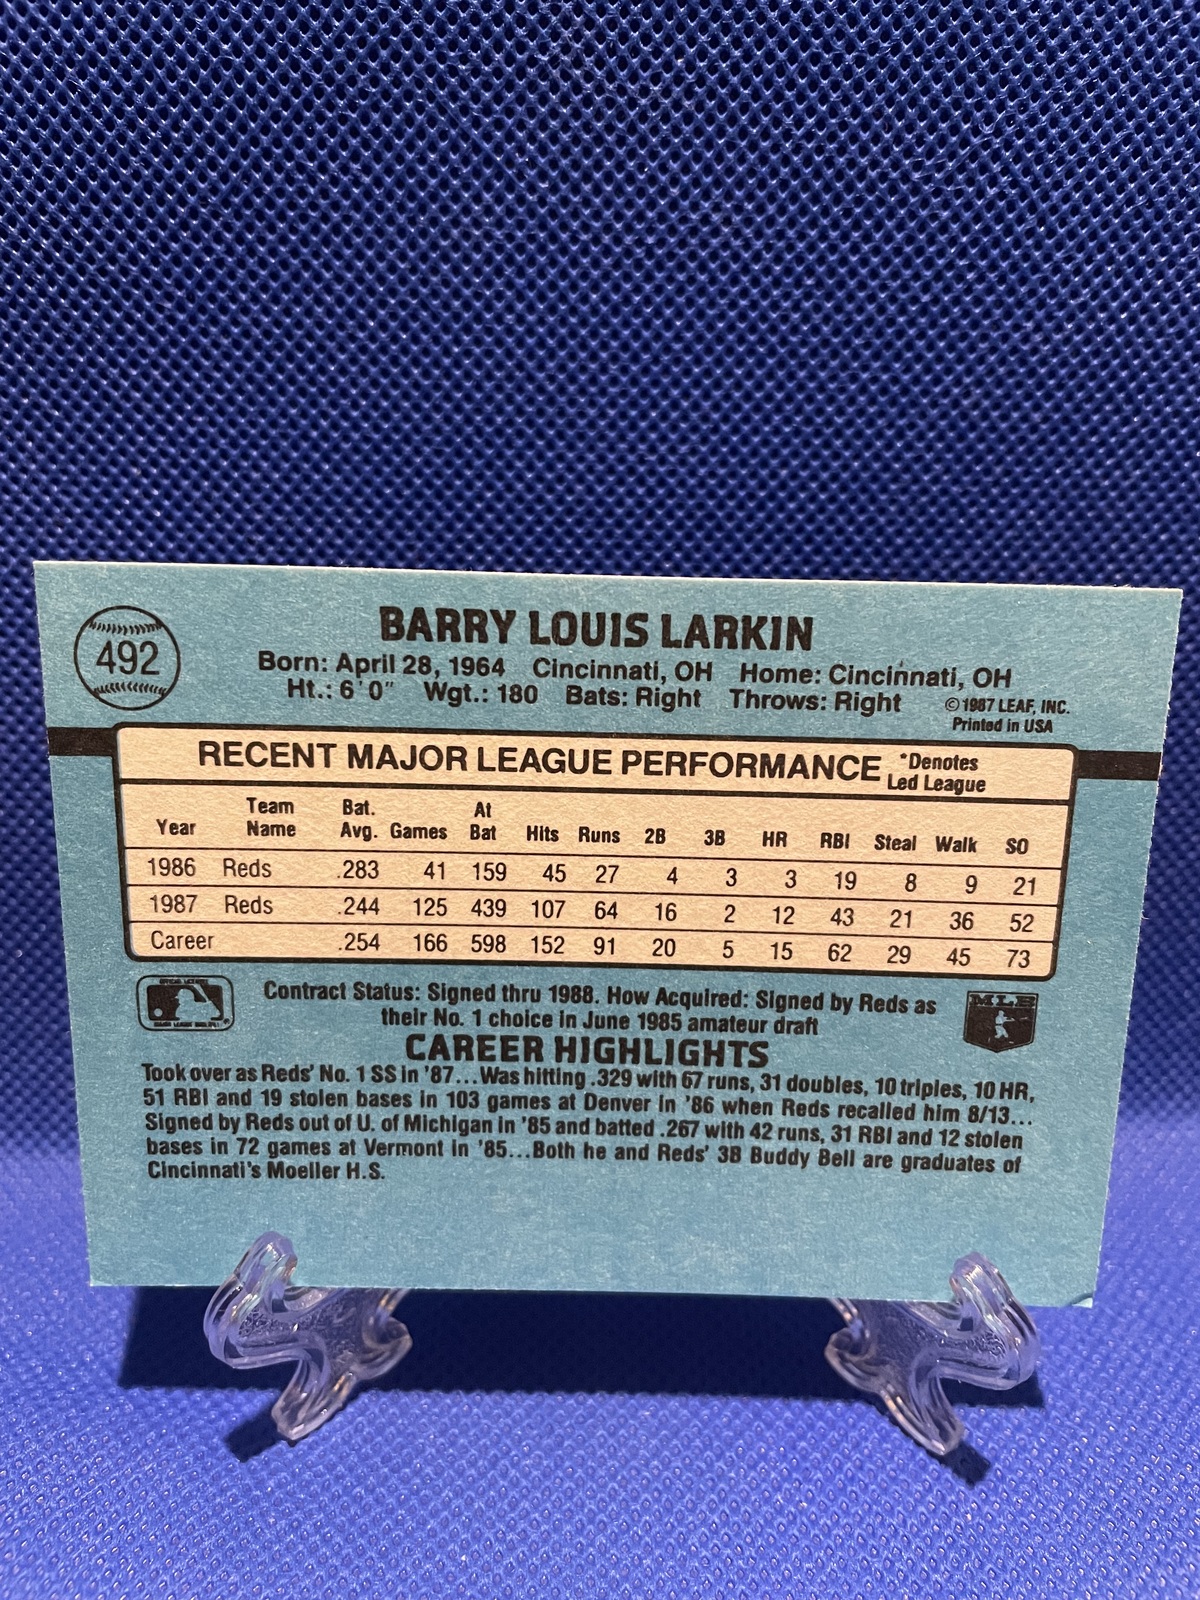 492
BARRY LOUIS LARKIN
Born: April 28, 1964 Cincinnati, OH Home: Cincinnati, OH
Ht.: 6'0" Wgt.: 180 Bats: Right Throws: Right
©1987 LEAF, INC.
Printed in USA
RECENT MAJOR LEAGUE PERFORMANCE
*Denotes
Led League
Year Team Name Bat. Avg. Games At Bat Hits Runs 2B 3B HR RBI Steal Walk SO
1986 Reds .283 41 159 45 27 4 3 3 19 8 9 21
1987 Reds .244 125 439 107 64 16 2 12 43 21 36 52
Career .254 166 598 152 91 20 5 15 62 29 45 73
Contract Status: Signed thru 1988. How Acquired: Signed by Reds as
their No. 1 choice in June 1985 amateur draft
MLB
CAREER HIGHLIGHTS
Took over as Reds' No. 1 SS in '87...Was hitting .329 with 67 runs, 31 doubles, 10 triples, 10 HR,
51 RBI and 19 stolen bases in 103 games at Denver in '86 when Reds recalled him 8/13...
Signed by Reds out of U. of Michigan in '85 and batted .267 with 42 runs, 31 RBI and 12 stolen
bases in 72 games at Vermont in '85...Both he and Reds' 3B Buddy Bell are graduates of
Cincinnati's Moeller H.S.